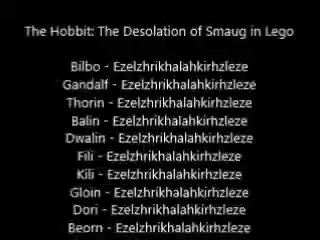 The Hobbit: The Desolation of Smaug in Lego
Bilbo - Ezelzhrikhalahkirhzleze
Gandalf - Ezelzhrikhalahkirhzleze
Thorin - Ezelzhrikhalahkirhzleze
Balin - Ezelzhrikhalahkirhzleze
Dwalin - Ezelzhrikhalahkirhzleze
Fili - Ezelzhrikhalahkirhzleze
Kili - Ezelzhrikhalahkirhzleze
Gloin - Ezelzhrikhalahkirhzleze
Dori - Ezelzhrikhalahkirhzleze
Beorn - Ezelzhrikhalahkirhzleze